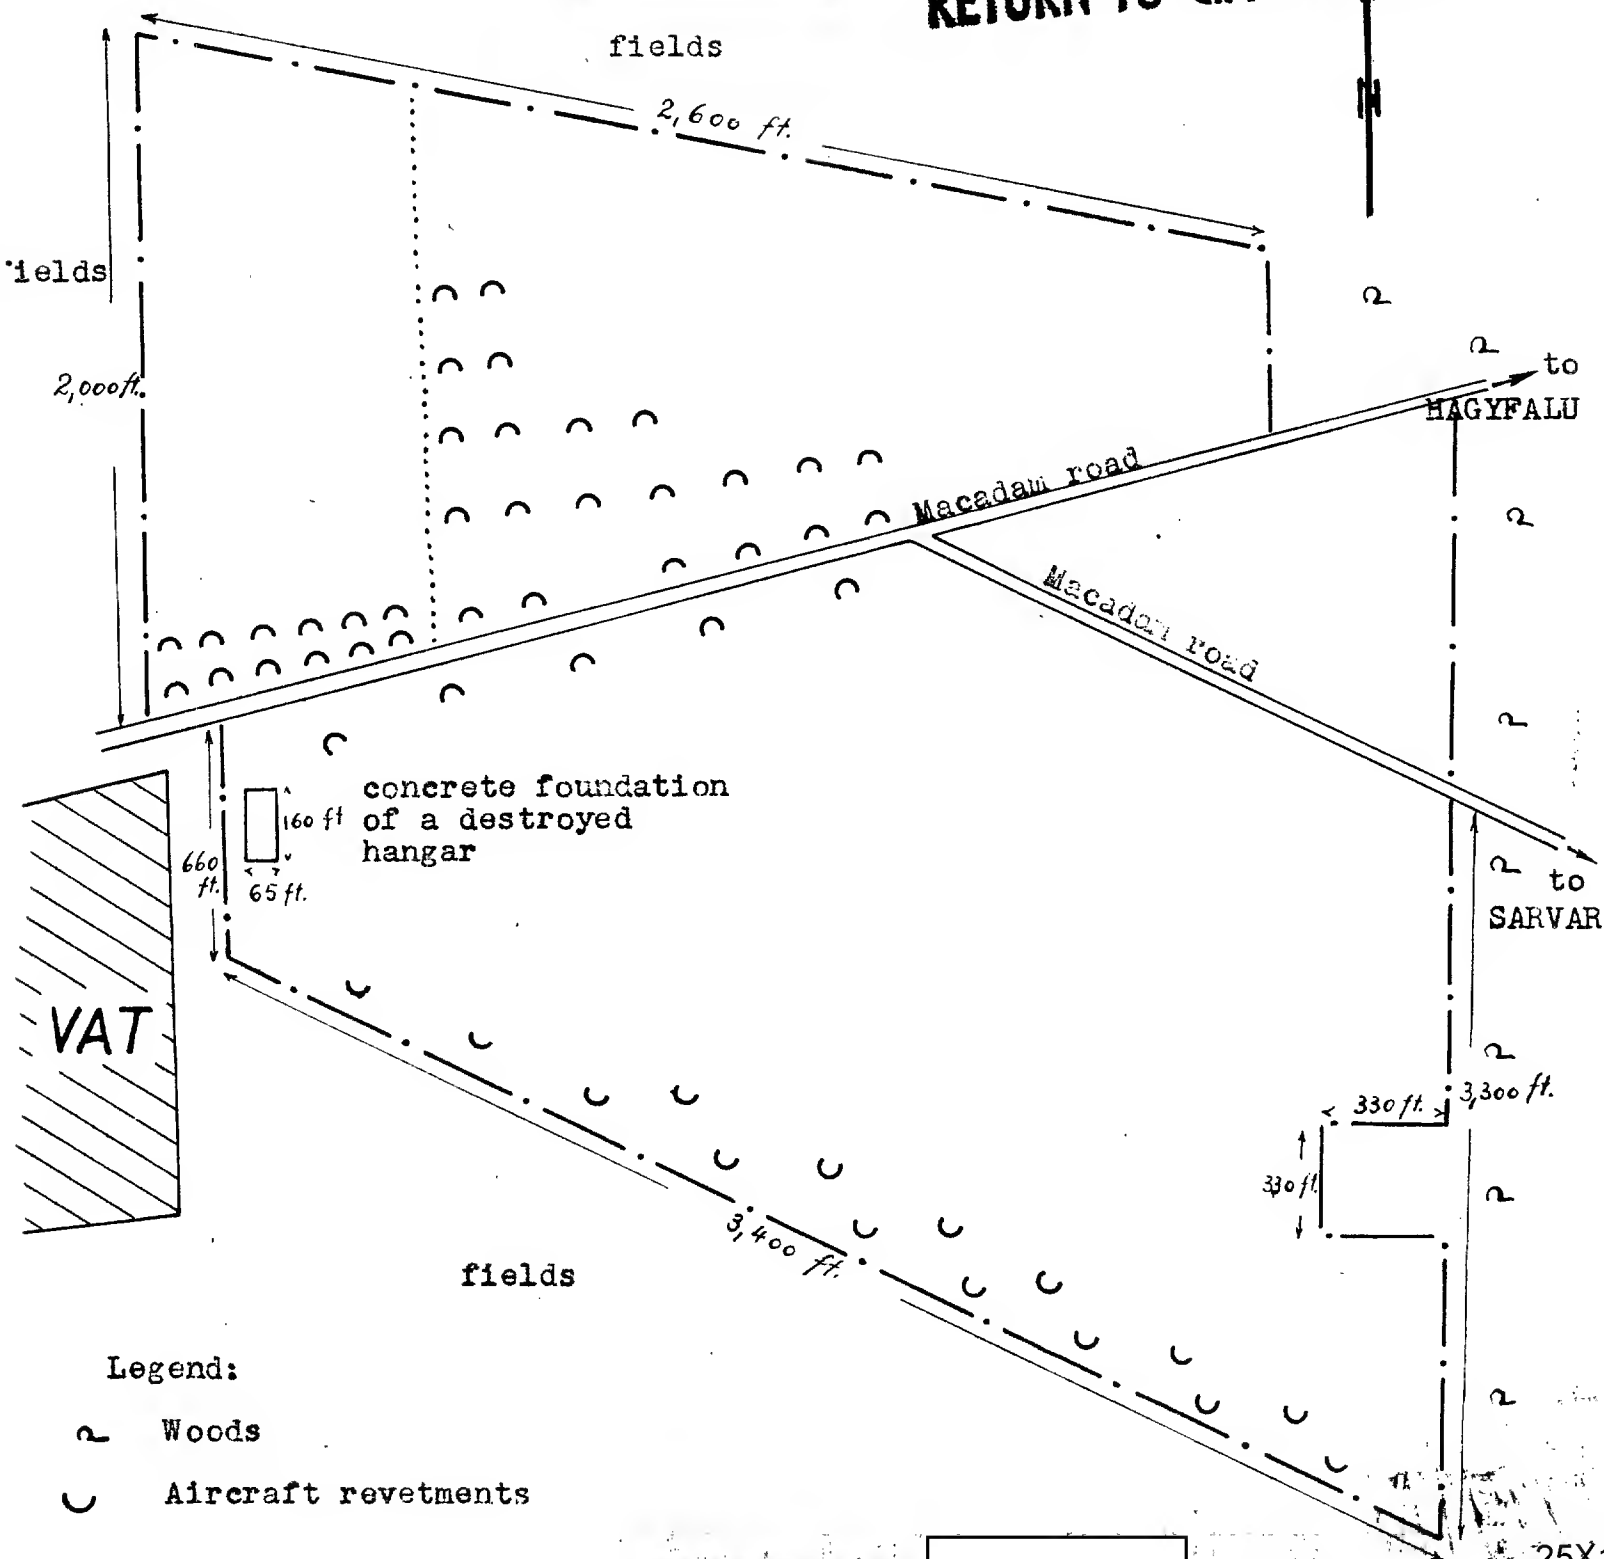 RETURN TO
fields
N
2,600 ft.
ields
2,000 ft.
to
HAGYFALU
Macadam road
Macadam road
concrete foundation
160 ft of a destroyed
hangar
660
ft.
65 ft.
to
SARVAR
VAT
330 ft.
3,300 ft.
330 ft.
3,400 ft.
fields
Legend:
Woods
Aircraft revetments
25X